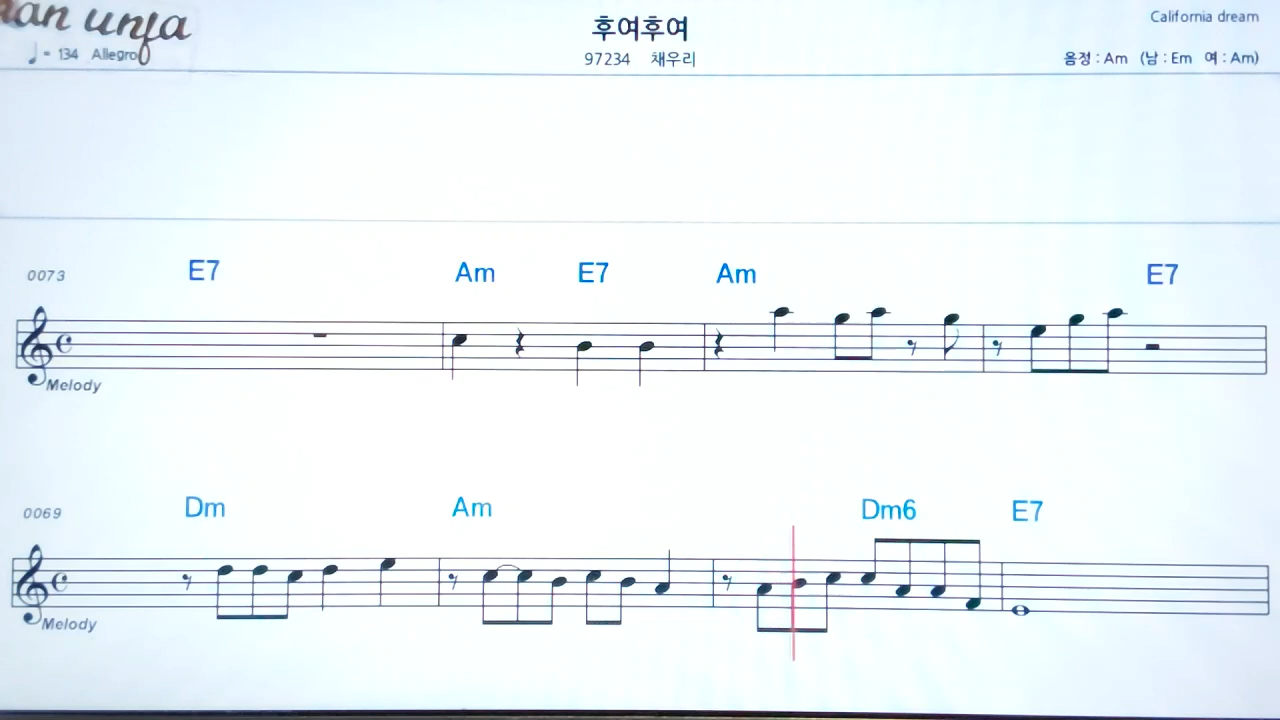 후여후여
California dream
♩ = 134 Allegro
97234 채우리
음정 : Am (남 : Em 여 : Am)
0073
E7 Am E7 Am E7
Melody
0069
Dm Am Dm6 E7
Melody